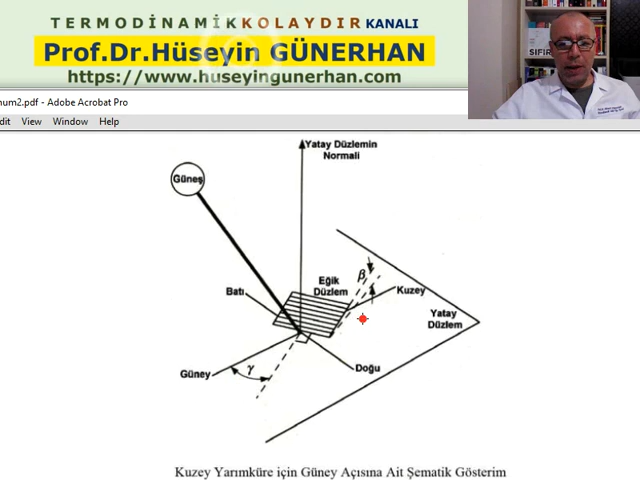 TERMODİNAMİKKOLAYDIR KANALI
Prof.Dr.Hüseyin GÜNERHAN
https://www.huseyingunerhan.com
SIFIR
num2.pdf - Adobe Acrobat Pro
dit View Window Help
Yatay Düzlemin
Normali
Güneş
β
Eğik
Düzlem
Batı
Kuzey
Yatay
Düzlem
Güney
γ
Doğu
Kuzey Yarımküre için Güney Açısına Ait Şematik Gösterim